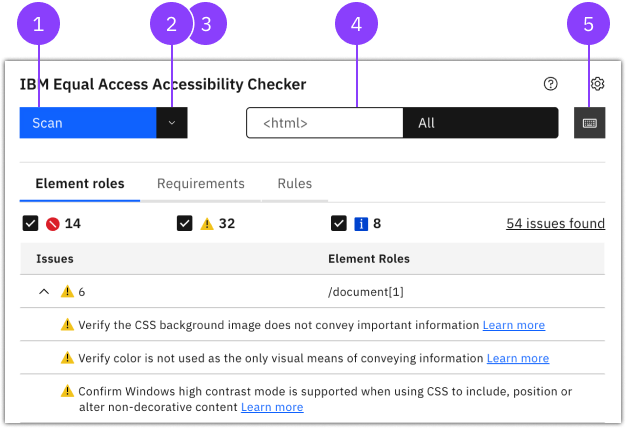 1
2
3
4
5
IBM Equal Access Accessibility Checker
Scan
<html>
All
Element roles
Requirements
Rules
14
32
8
54 issues found
Issues
Element Roles
6
/document[1]
Verify the CSS background image does not convey important information Learn more
Verify color is not used as the only visual means of conveying information Learn more
Confirm Windows high contrast mode is supported when using CSS to include, position or
alter non-decorative content Learn more